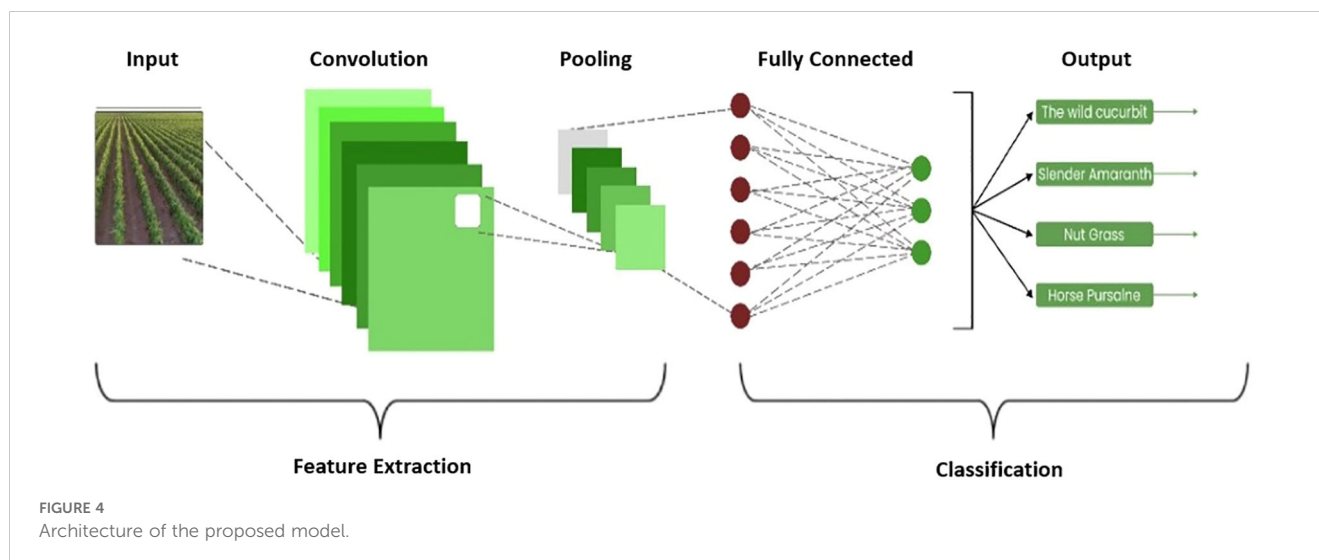 Input
Convolution
Pooling
Fully Connected
Output
The wild cucurbit
Slender Amaranth
Nut Grass
Horse Pursalne
Feature Extraction
Classification
FIGURE 4
Architecture of the proposed model.